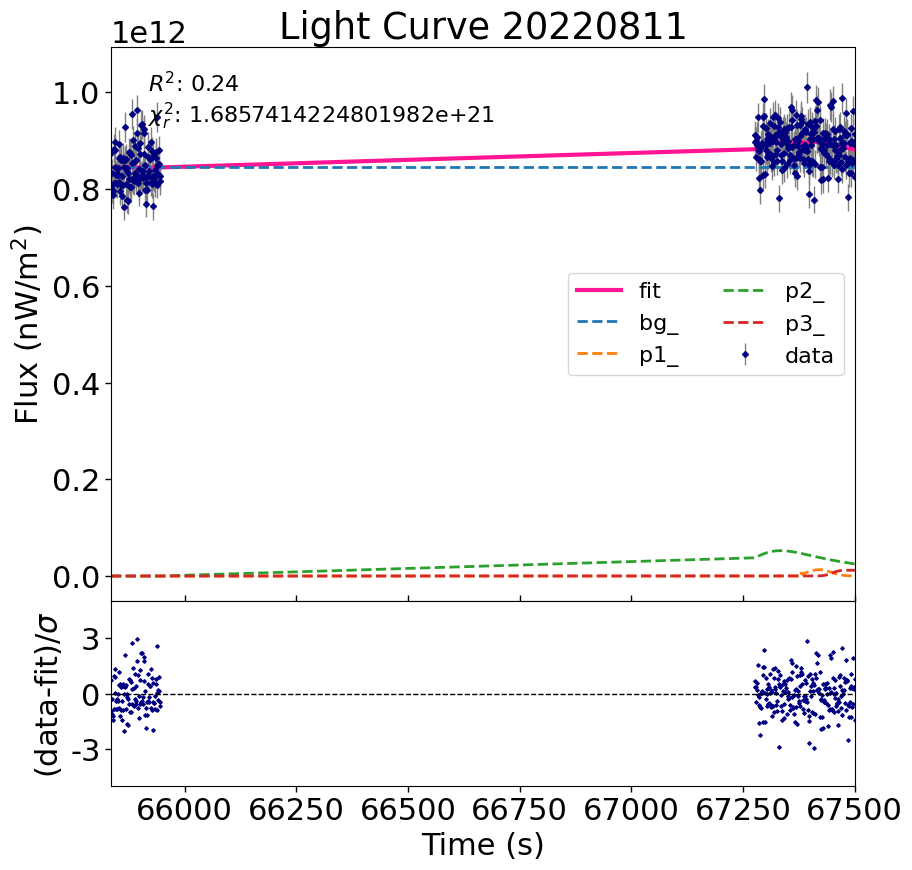 Light Curve 20220811
1e12
R²: 0.24
χ²ᵣ: 1.6857414224801982e+21
1.0
0.8
0.6
0.4
0.2
0.0
Flux (nW/m²)
fit
bg_
p1_
p2_
p3_
data
3
0
-3
(data-fit)/σ
66000 66250 66500 66750 67000 67250 67500
Time (s)